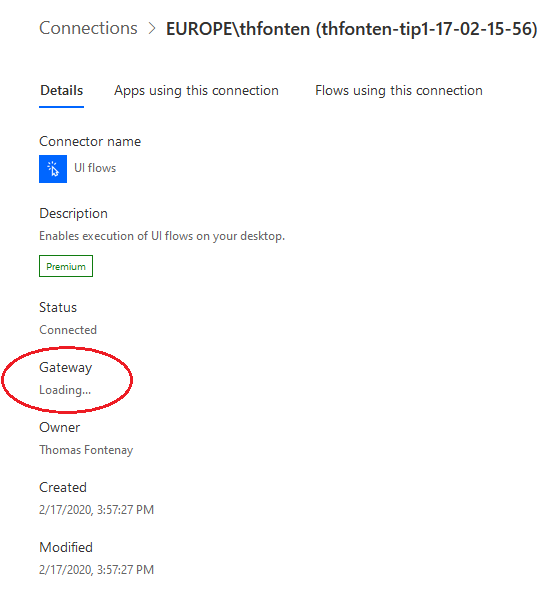 Connections > EUROPE\thfonten (thfonten-tip1-17-02-15-56)
Details Apps using this connection Flows using this connection
Connector name
UI flows
Description
Enables execution of UI flows on your desktop.
Premium
Status
Connected
Gateway
Loading...
Owner
Thomas Fontenay
Created
2/17/2020, 3:57:27 PM
Modified
2/17/2020, 3:57:27 PM